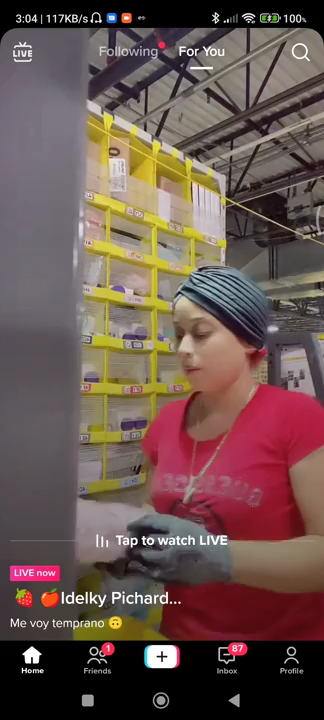 3:04 | 117KB/s
100%
LIVE
Following
For You
Tap to watch LIVE
LIVE now
🍓 🍎Idelky Pichard...
Me voy temprano 🙃
Home
1
Friends
87
Inbox
Profile